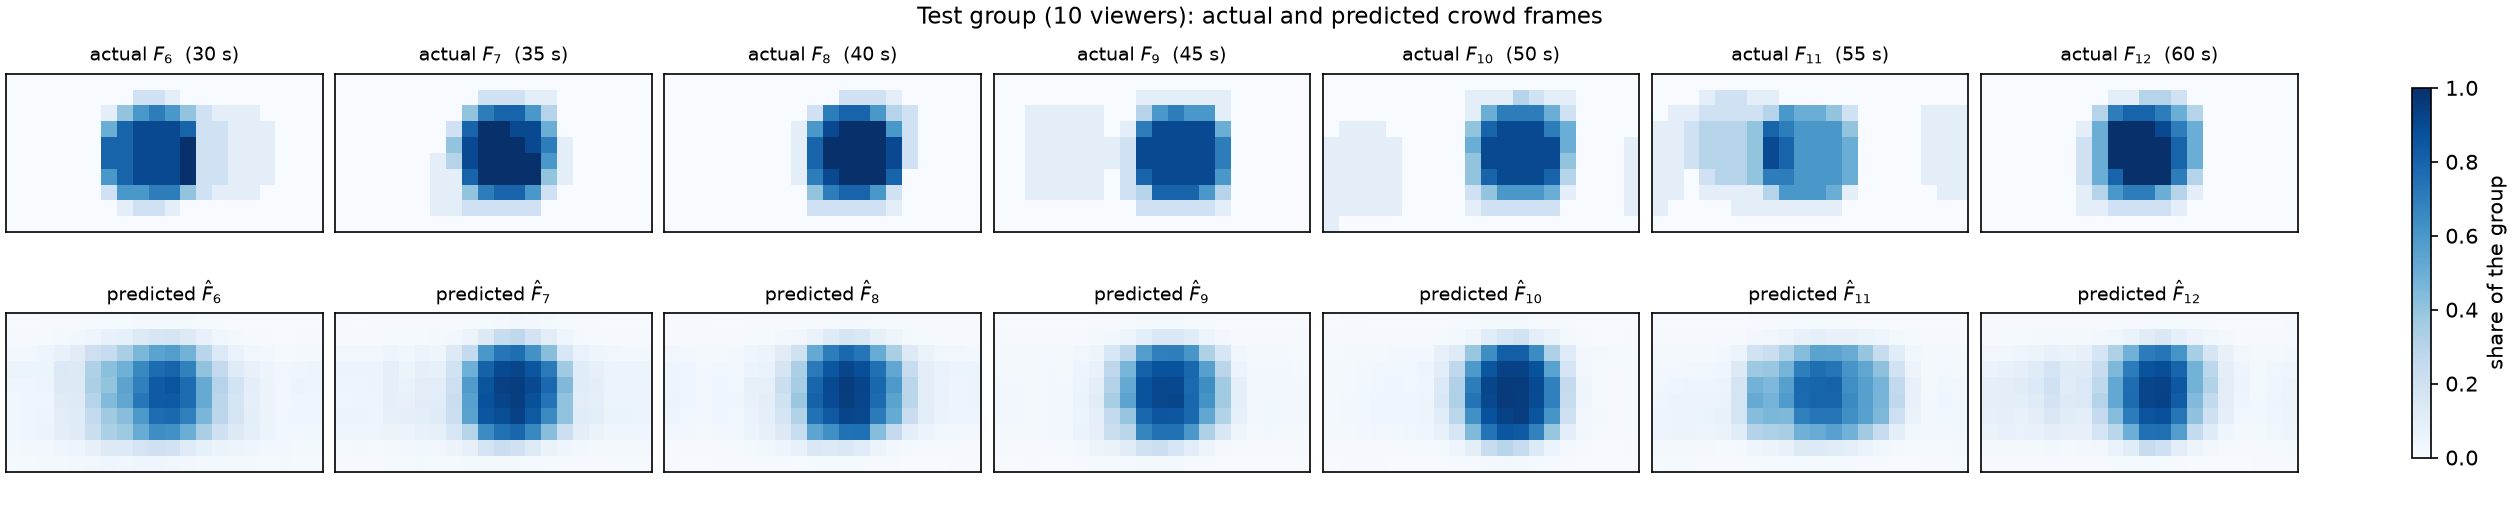 Test group (10 viewers): actual and predicted crowd frames
actual F₆ (30 s)
actual F₇ (35 s)
actual F₈ (40 s)
actual F₉ (45 s)
actual F₁₀ (50 s)
actual F₁₁ (55 s)
actual F₁₂ (60 s)
predicted F̂₆
predicted F̂₇
predicted F̂₈
predicted F̂₉
predicted F̂₁₀
predicted F̂₁₁
predicted F̂₁₂
1.0
0.8
0.6
0.4
0.2
0.0
share of the group